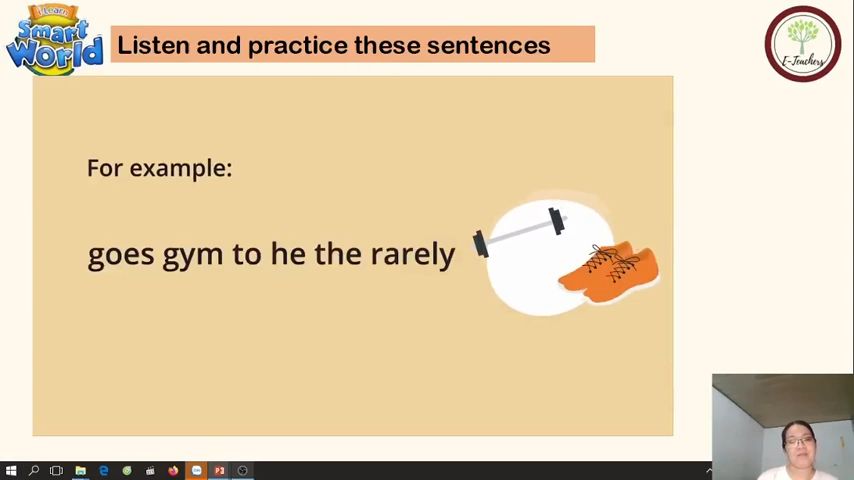 i Learn
Smart
World
Listen and practice these sentences
E-Teachers
For example:
goes gym to he the rarely